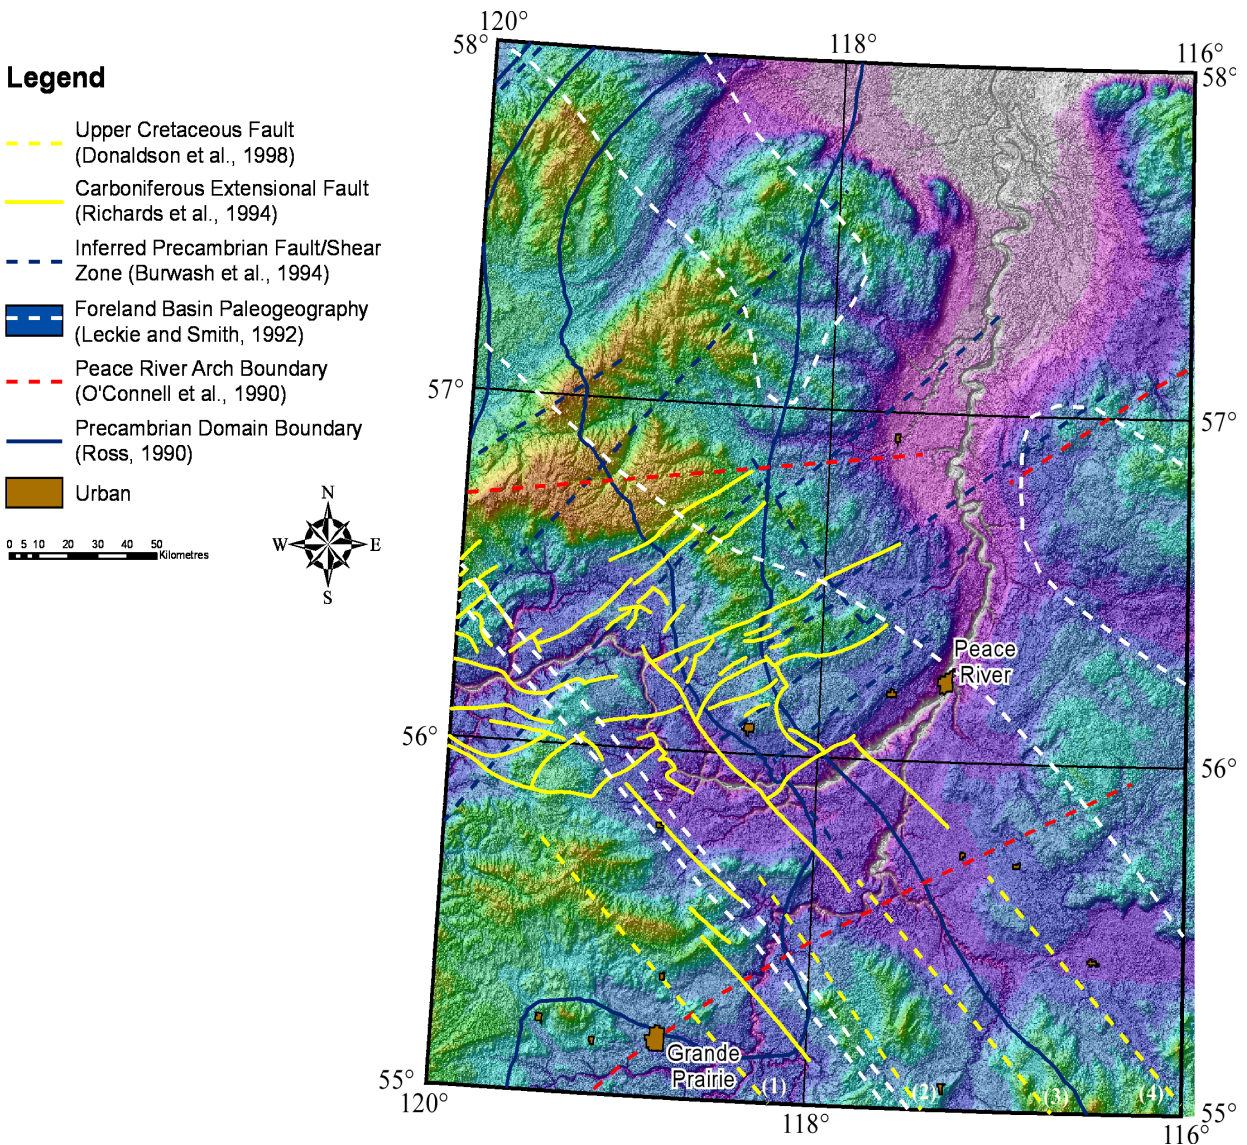 120°
58°
118°
116°
58°
Legend
Upper Cretaceous Fault
(Donaldson et al., 1998)
Carboniferous Extensional Fault
(Richards et al., 1994)
Inferred Precambrian Fault/Shear
Zone (Burwash et al., 1994)
Foreland Basin Paleogeography
(Leckie and Smith, 1992)
Peace River Arch Boundary
(O'Connell et al., 1990)
Precambrian Domain Boundary
(Ross, 1990)
Urban
0 5 10 20 30 40 50
Kilometres
N
W E
S
57°
57°
Peace
River
56°
56°
Grande
Prairie
(1)
(2)
(3)
(4)
55°
120°
118°
55°
116°